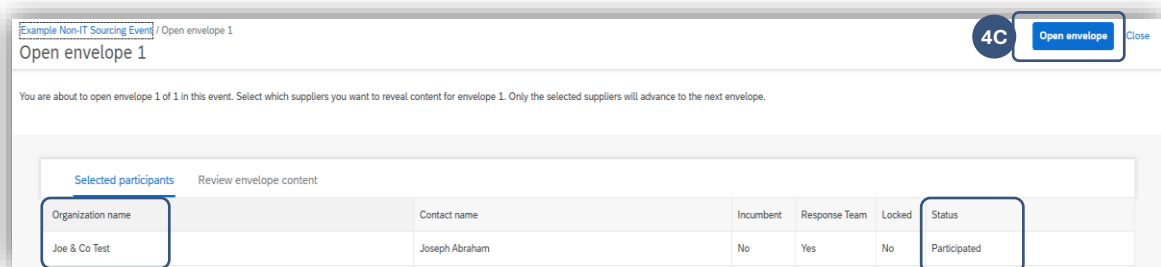 Example Non-IT Sourcing Event / Open envelope 1
Open envelope 1
4C
Open envelope
Close
You are about to open envelope 1 of 1 in this event. Select which suppliers you want to reveal content for envelope 1. Only the selected suppliers will advance to the next envelope.
Selected participants Review envelope content
Organization name Contact name Incumbent Response Team Locked Status
Joe & Co Test Joseph Abraham No Yes No Participated